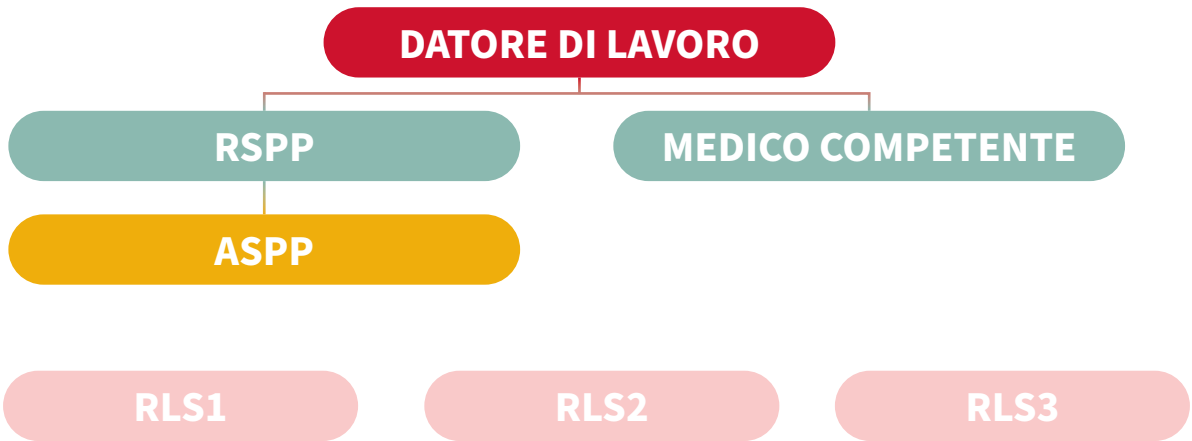 DATORE DI LAVORO
RSPP
MEDICO COMPETENTE
ASPP
RLS1
RLS2
RLS3